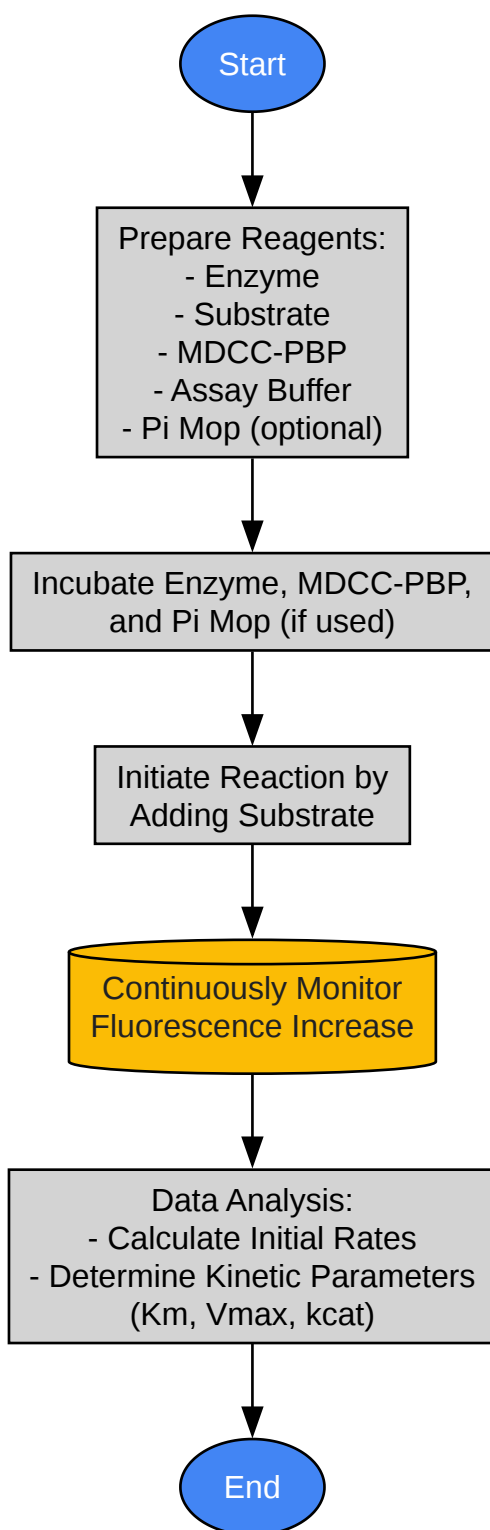 Start
Prepare Reagents:
- Enzyme
- Substrate
- MDCC-PBP
- Assay Buffer
- Pi Mop (optional)
Incubate Enzyme, MDCC-PBP,
and Pi Mop (if used)
Initiate Reaction by
Adding Substrate
Continuously Monitor
Fluorescence Increase
Data Analysis:
- Calculate Initial Rates
- Determine Kinetic Parameters
(Km, Vmax, kcat)
End